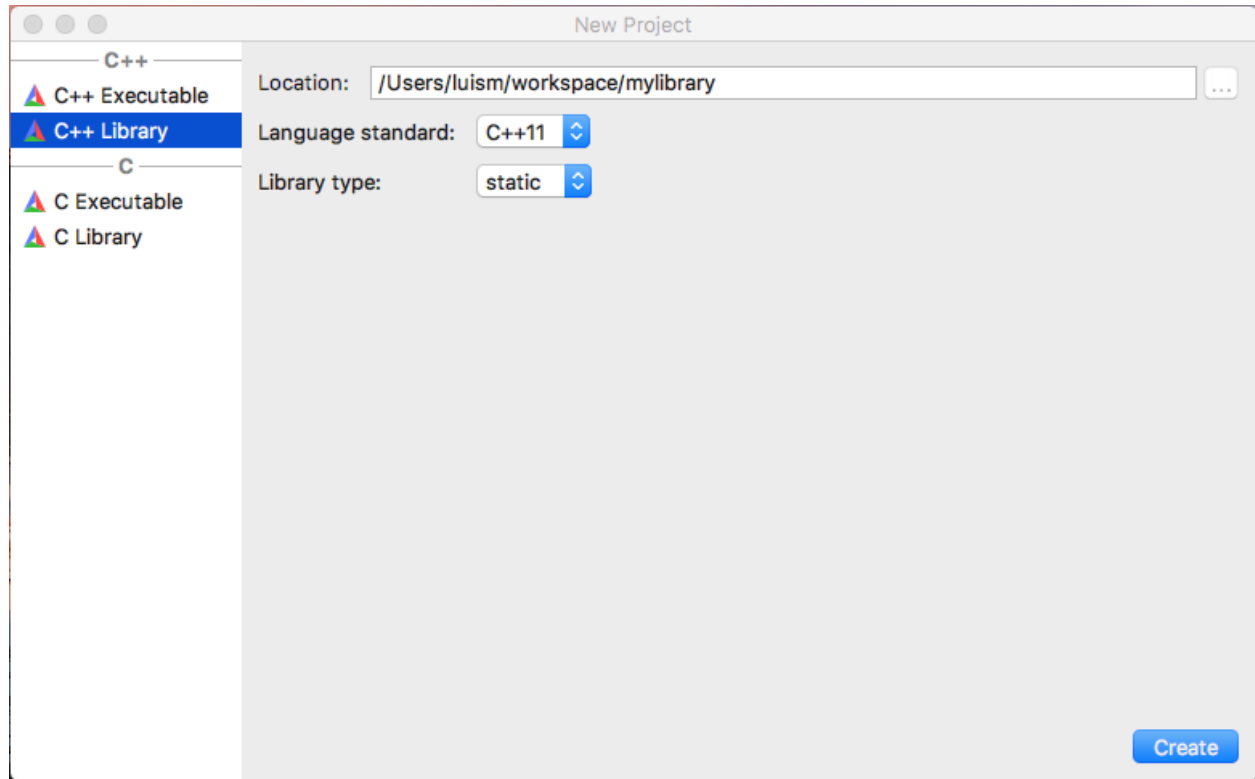 New Project
C++
C++ Executable
C++ Library
C
C Executable
C Library
Location: /Users/luism/workspace/mylibrary ...
Language standard: C++11
Library type: static
Create